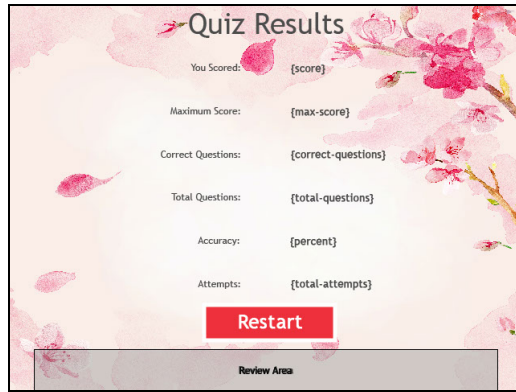 Quiz Results
You Scored: {score}
Maximum Score: {max-score}
Correct Questions: {correct-questions}
Total Questions: {total-questions}
Accuracy: {percent}
Attempts: {total-attempts}
Restart
Review Area